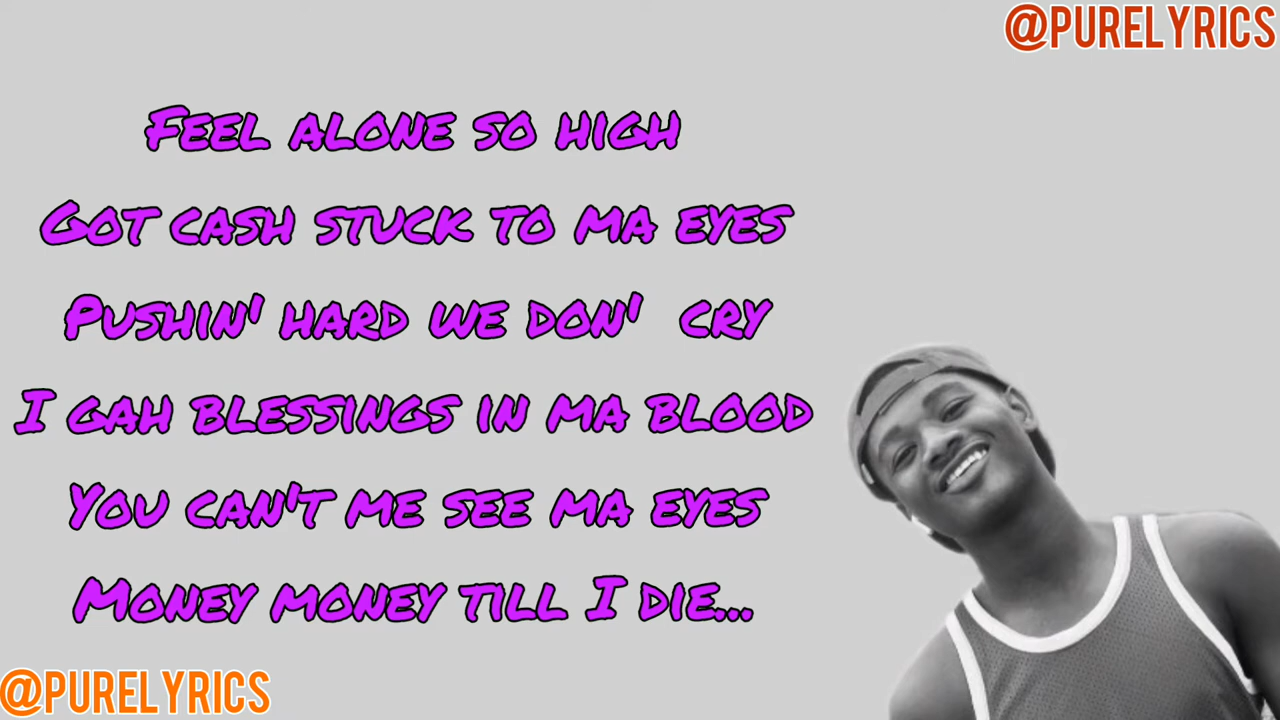 @PURELYRICS
Feel alone so high
Got cash stuck to ma eyes
Pushin' hard we don' cry
I gah blessings in ma blood
You can't me see ma eyes
Money money till I die...
@PURELYRICS